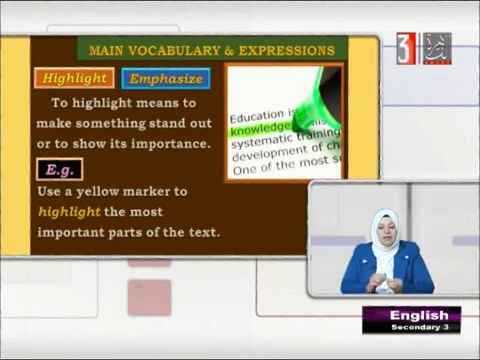 MAIN VOCABULARY & EXPRESSIONS
Highlight Emphasize
To highlight means to
make something stand out
or to show its importance.
E.g.
Use a yellow marker to
highlight the most
important parts of the text.
Education is
knowledge
systematic training
development of
One of the most
3
English
Secondary 3